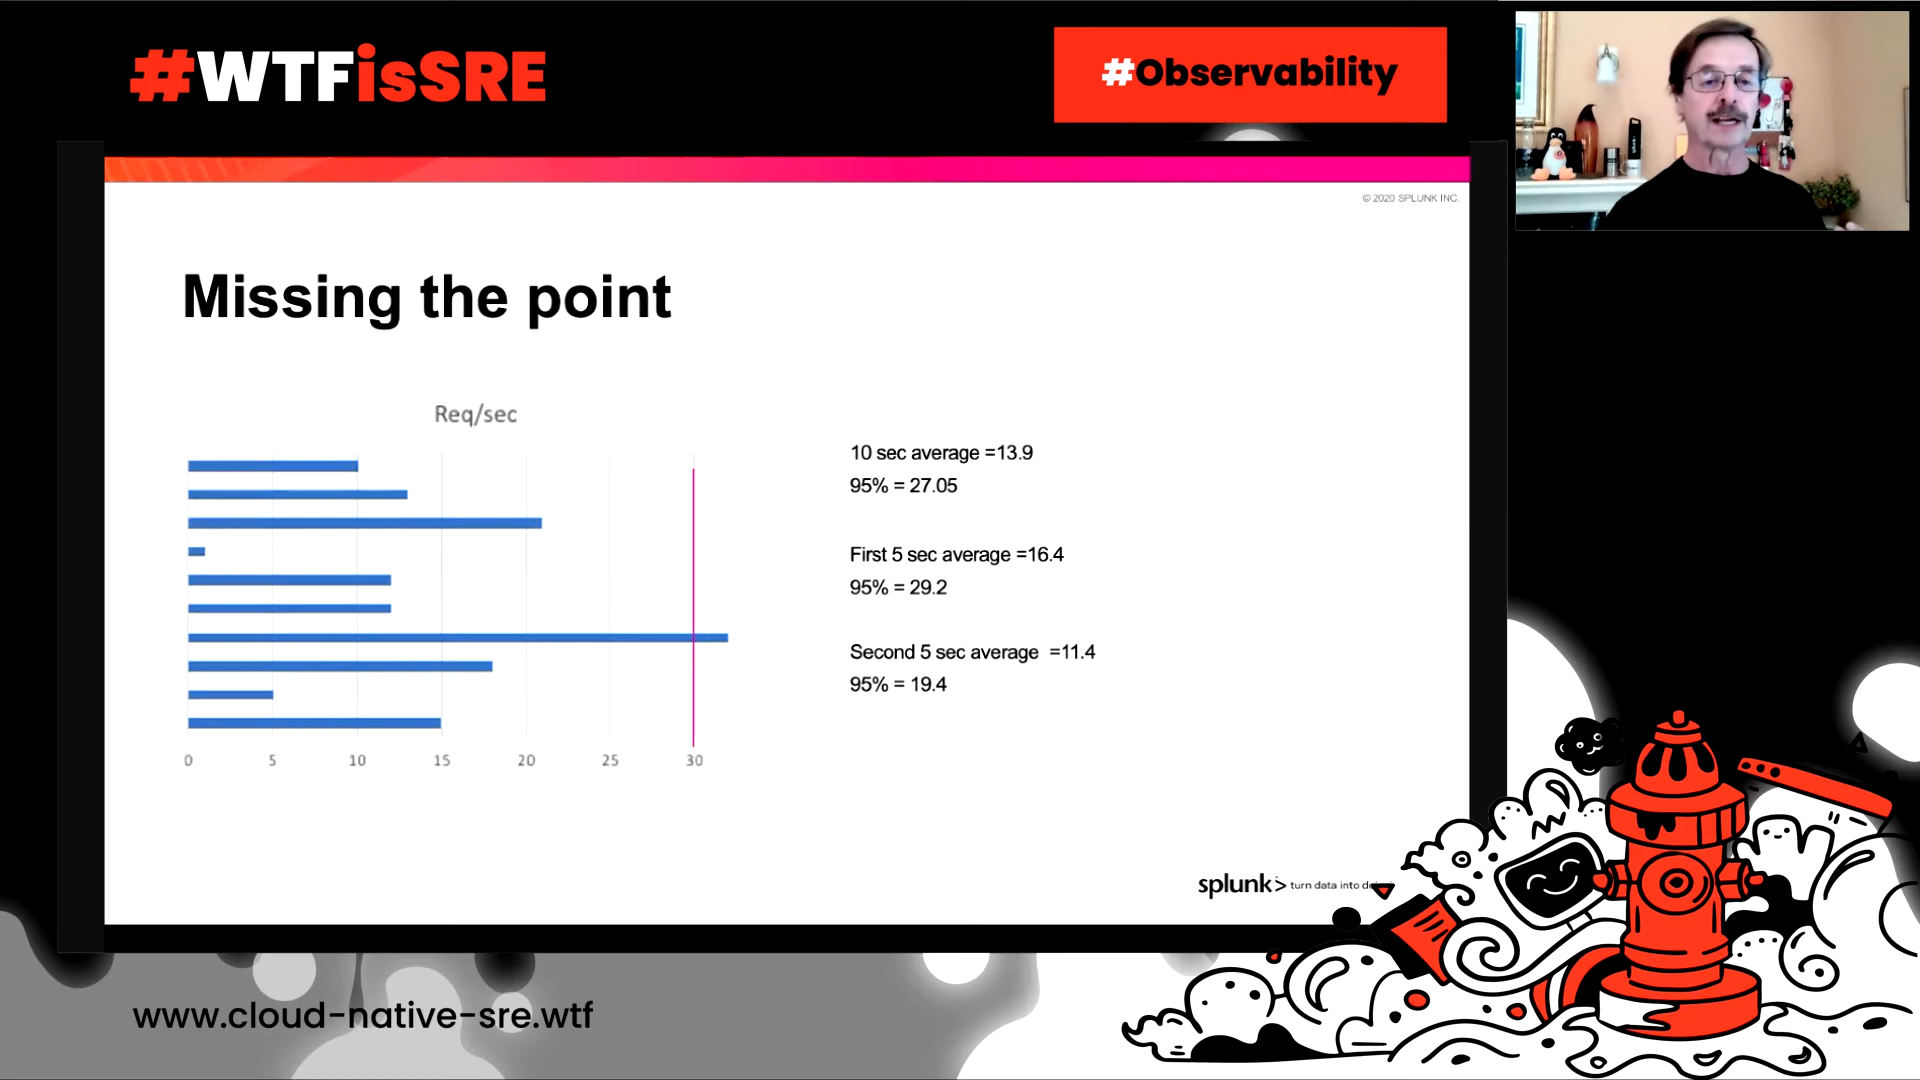 #WTFisSRE
#Observability
© 2020 SPLUNK INC.
Missing the point
Req/sec
10 sec average =13.9
95% = 27.05
First 5 sec average =16.4
95% = 29.2
Second 5 sec average =11.4
95% = 19.4
0 5 10 15 20 25 30
splunk> turn data into
www.cloud-native-sre.wtf